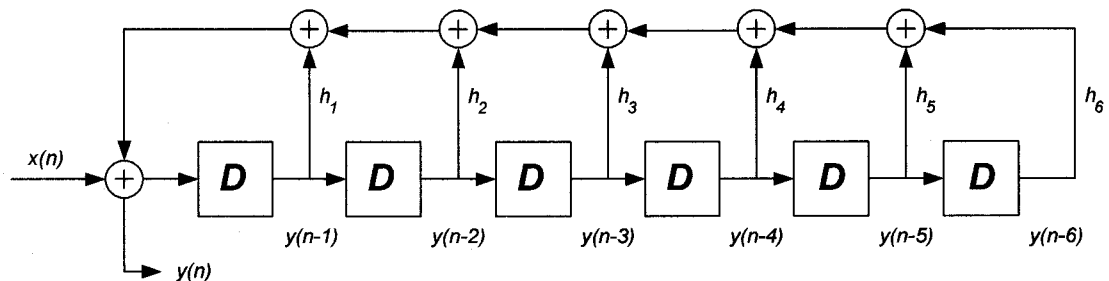 h1 h2 h3 h4 h5 h6
x(n)
D D D D D D
y(n-1) y(n-2) y(n-3) y(n-4) y(n-5) y(n-6)
y(n)